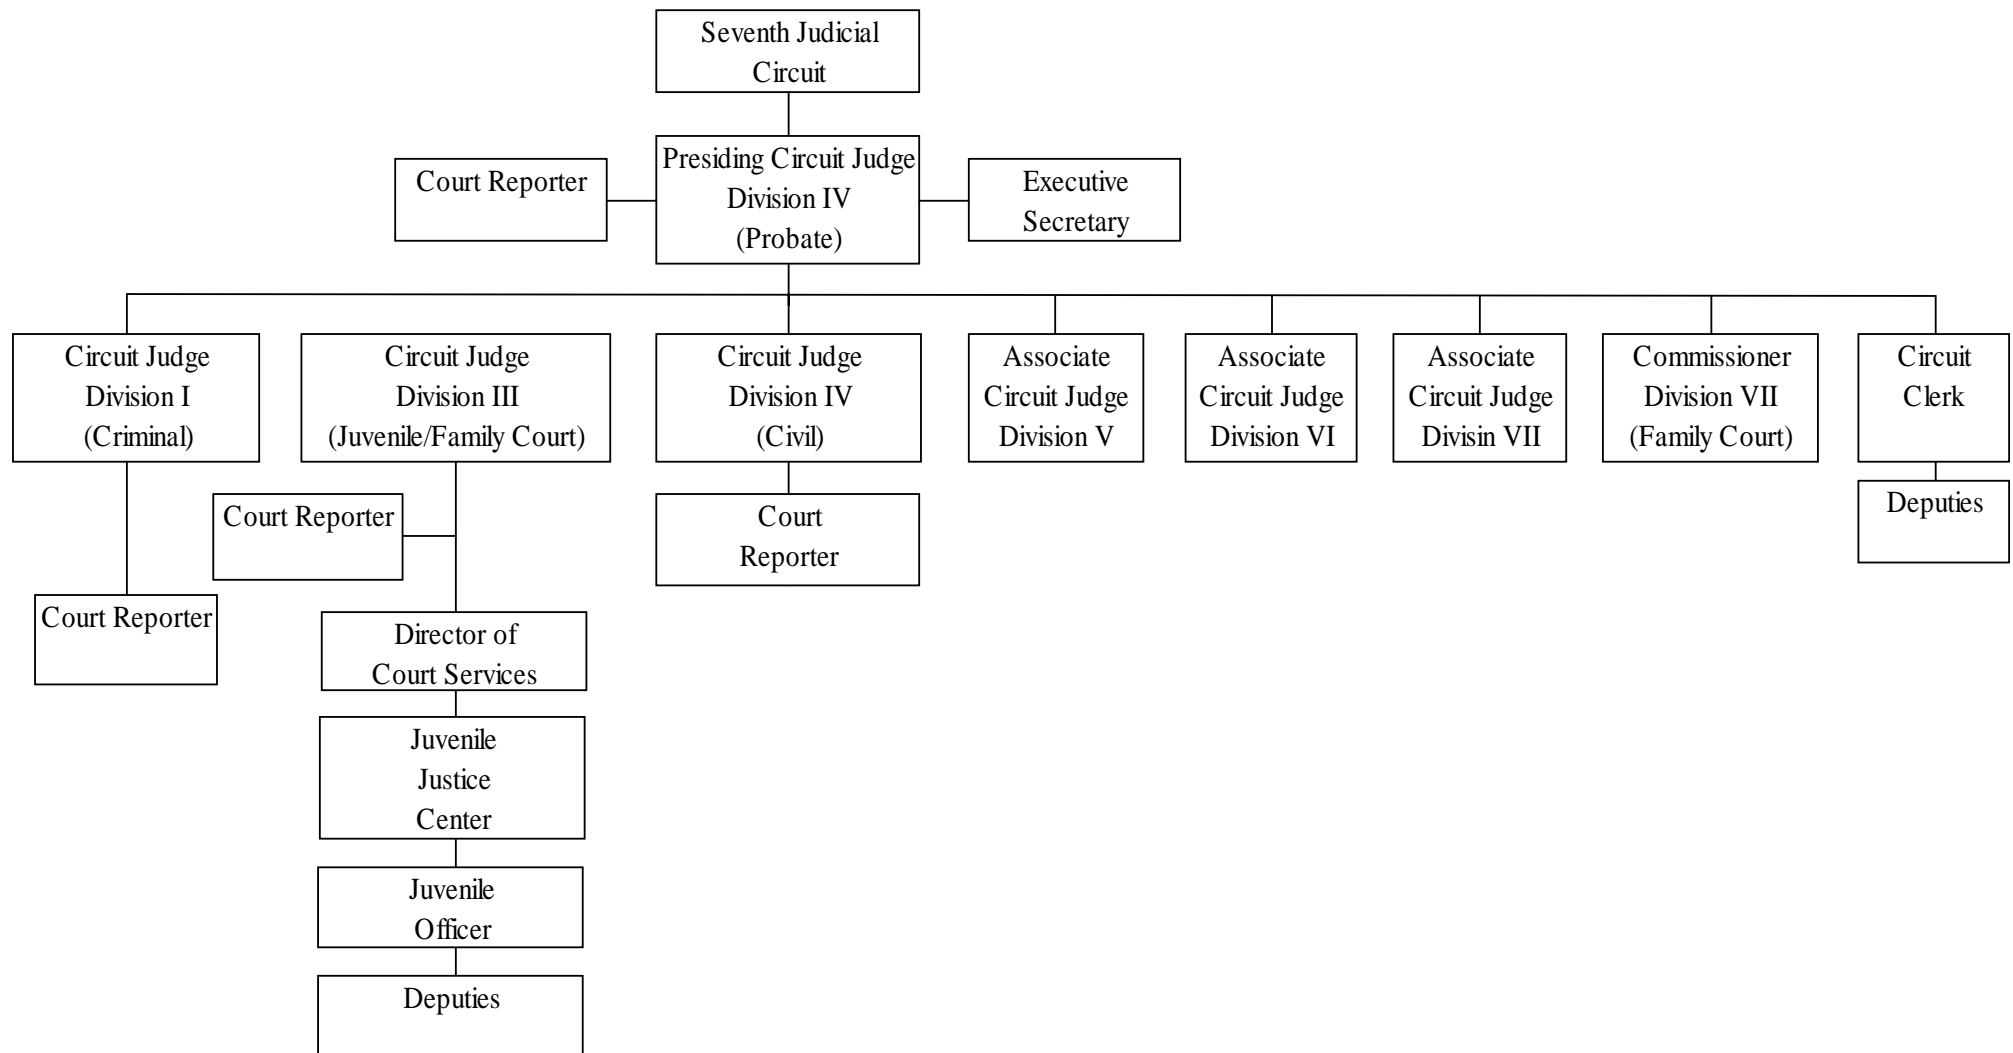 Seventh Judicial
Circuit
Court Reporter
Presiding Circuit Judge
Division IV
(Probate)
Executive
Secretary
Circuit Judge
Division I
(Criminal)
Circuit Judge
Division III
(Juvenile/Family Court)
Circuit Judge
Division IV
(Civil)
Associate
Circuit Judge
Division V
Associate
Circuit Judge
Division VI
Associate
Circuit Judge
Divisin VII
Commissioner
Division VII
(Family Court)
Circuit
Clerk
Court Reporter
Court
Reporter
Deputies
Court Reporter
Director of
Court Services
Juvenile
Justice
Center
Juvenile
Officer
Deputies